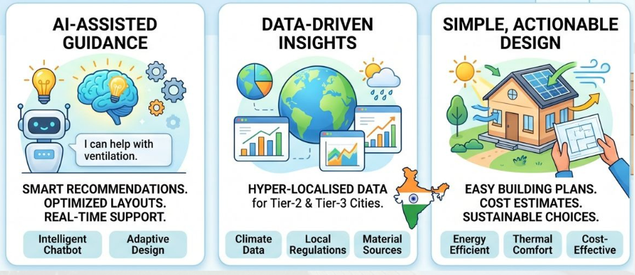 AI-ASSISTED
GUIDANCE
I can help with
ventilation.
SMART RECOMMENDATIONS.
OPTIMIZED LAYOUTS.
REAL-TIME SUPPORT.
Intelligent
Chatbot
Adaptive
Design
DATA-DRIVEN
INSIGHTS
HYPER-LOCALISED DATA
for Tier-2 & Tier-3 Cities.
Climate
Data
Local
Regulations
Material
Sources
SIMPLE, ACTIONABLE
DESIGN
EASY BUILDING PLANS.
COST ESTIMATES.
SUSTAINABLE CHOICES.
Energy
Efficient
Thermal
Comfort
Cost-
Effective